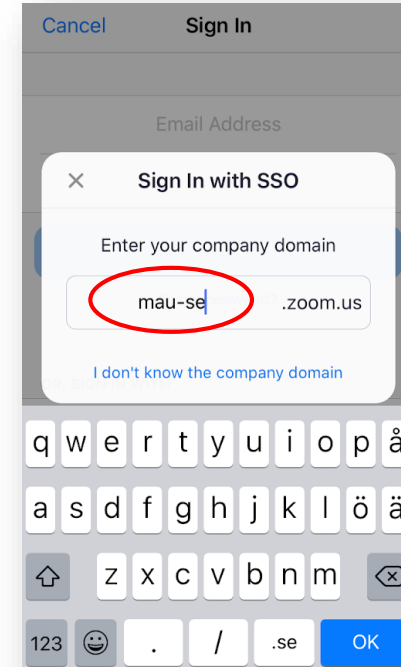 Cancel Sign In
Email Address
Sign In with SSO
Enter your company domain
mau-se .zoom.us
I don't know the company domain
q w e r t y u i o p å
a s d f g h j k l ö ä
z x c v b n m
123 . / .se OK